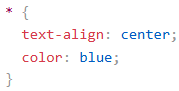 * {
  text-align: center;
  color: blue;
}